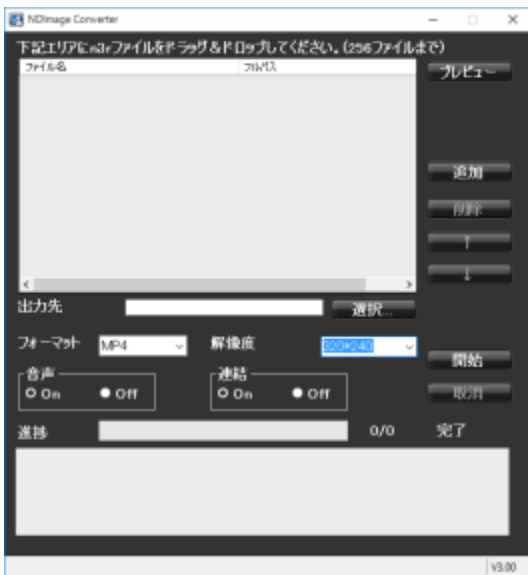 NDImage Converter
下記エリアにn3rファイルをドラッグ&ドロップしてください。(256ファイルまで)
ファイル名 フルパス
プレビュー
追加
削除
↑
↓
出力先 選択...
フォーマット MP4 解像度 320*240
開始
音声 連結
On Off On Off
取消
進捗 0/0 完了
V3.00